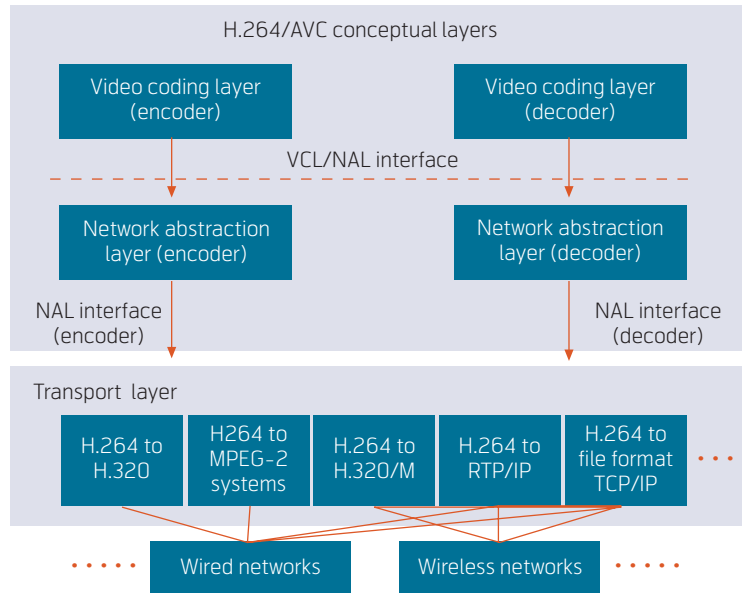 H.264/AVC conceptual layers
Video coding layer
(encoder)
Video coding layer
(decoder)
VCL/NAL interface
Network abstraction
layer (encoder)
Network abstraction
layer (decoder)
NAL interface
(encoder)
NAL interface
(decoder)
Transport layer
H.264 to
H.320
H264 to
MPEG-2
systems
H.264 to
H.320/M
H.264 to
RTP/IP
H.264 to
file format
TCP/IP
Wired networks
Wireless networks